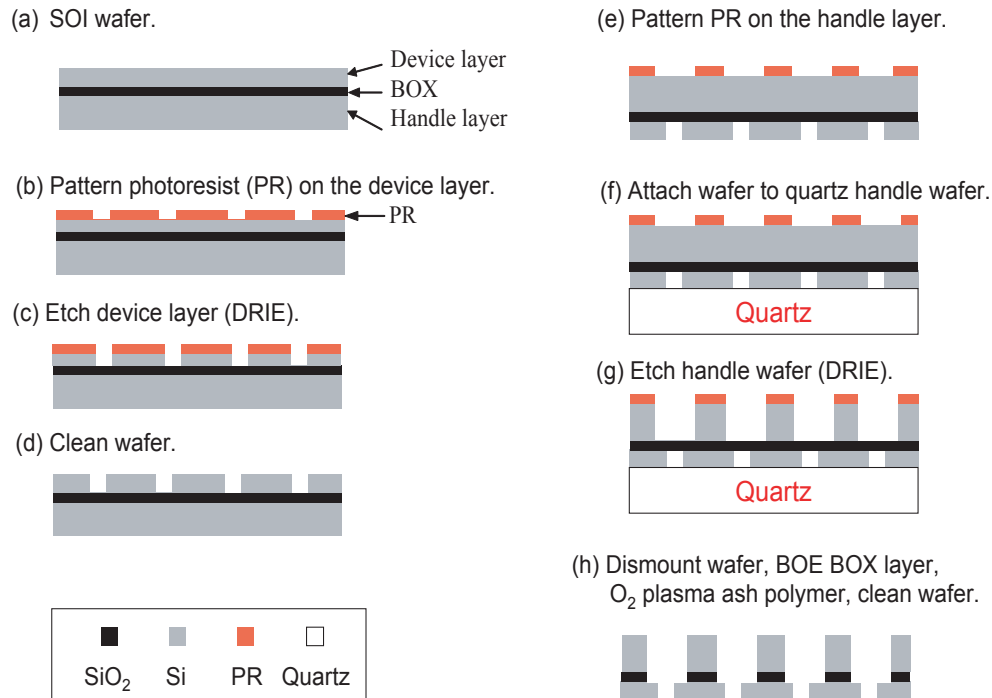 (a) SOI wafer.
Device layer
BOX
Handle layer
(b) Pattern photoresist (PR) on the device layer.
PR
(c) Etch device layer (DRIE).
(d) Clean wafer.
SiO₂ Si PR Quartz
(e) Pattern PR on the handle layer.
(f) Attach wafer to quartz handle wafer.
Quartz
(g) Etch handle wafer (DRIE).
Quartz
(h) Dismount wafer, BOE BOX layer,
O₂ plasma ash polymer, clean wafer.